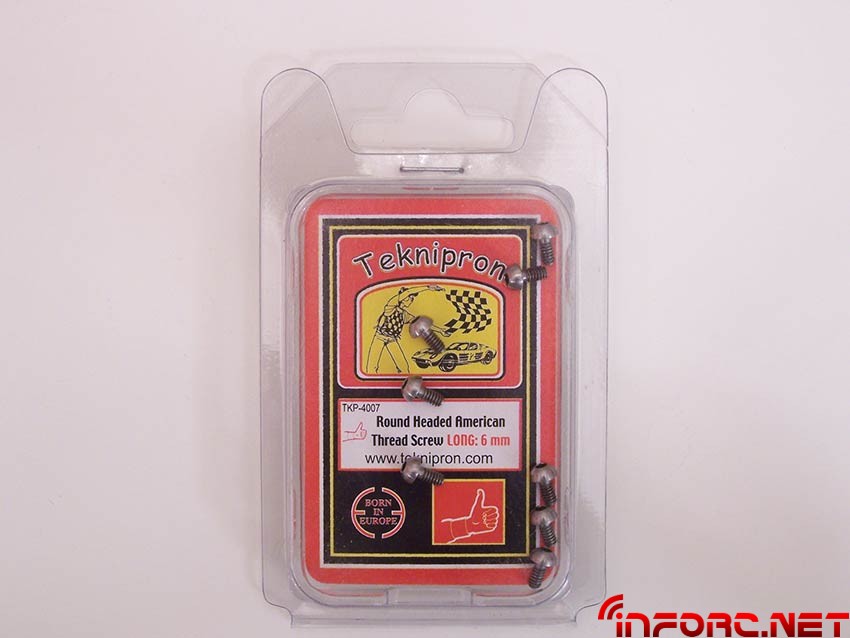 Teknipron
TKP-4007
Round Headed American
Thread Screw LONG: 6 mm
www.teknipron.com
BORN
IN
EUROPE
inforc.net